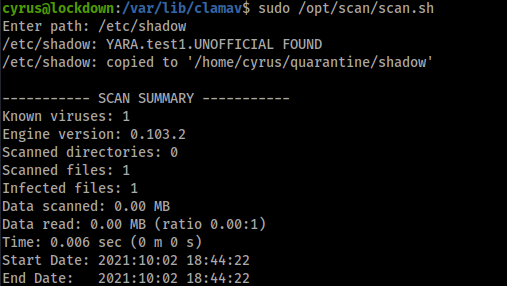 cyrus@lockdown:/var/lib/clamav$ sudo /opt/scan/scan.sh
Enter path: /etc/shadow
/etc/shadow: YARA.test1.UNOFFICIAL FOUND
/etc/shadow: copied to '/home/cyrus/quarantine/shadow'
----------- SCAN SUMMARY -----------
Known viruses: 1
Engine version: 0.103.2
Scanned directories: 0
Scanned files: 1
Infected files: 1
Data scanned: 0.00 MB
Data read: 0.00 MB (ratio 0.00:1)
Time: 0.006 sec (0 m 0 s)
Start Date: 2021:10:02 18:44:22
End Date:   2021:10:02 18:44:22